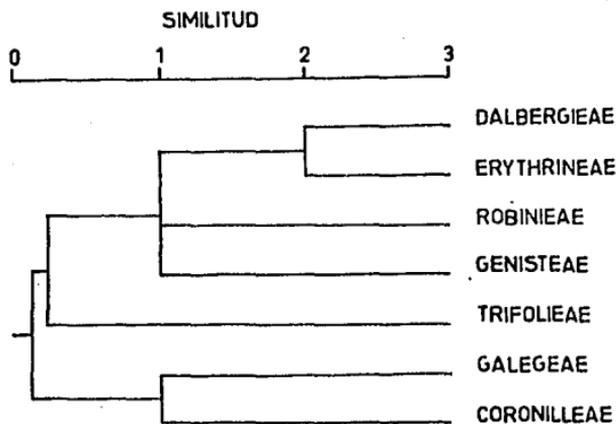 SIMILITUD
0 1 2 3
DALBERGIEAE
ERYTHRINEAE
ROBINIEAE
GENISTEAE
TRIFOLIEAE
GALEGEAE
CORONILLEAE